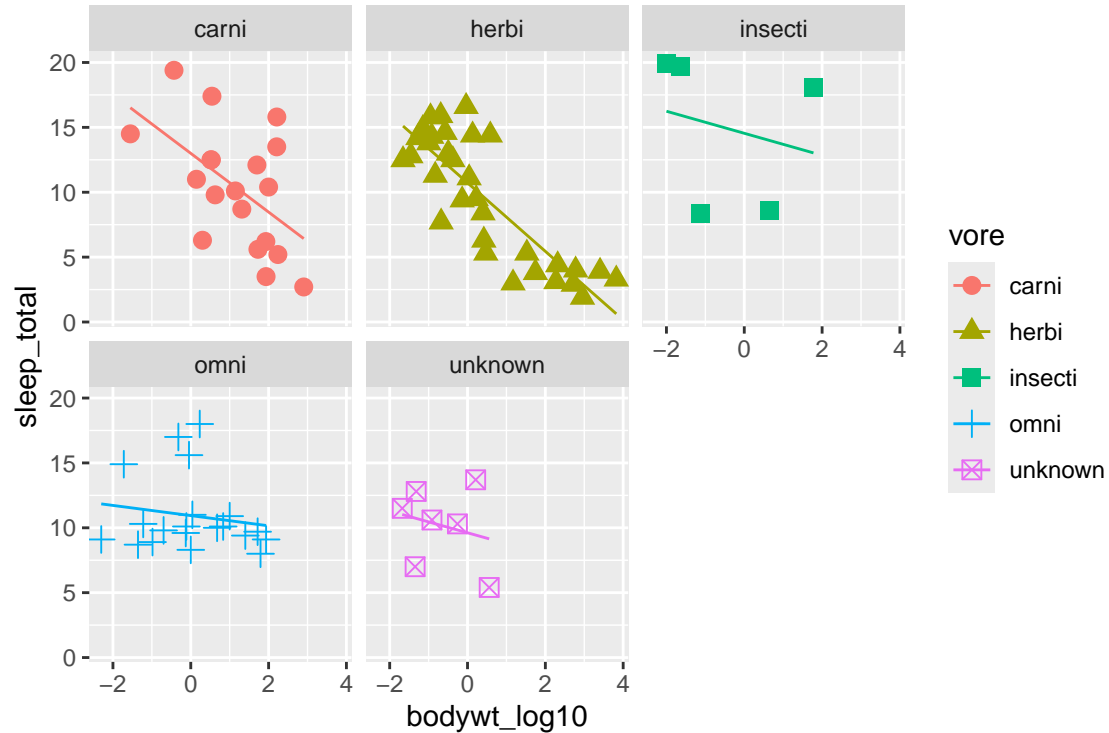 carni herbi insecti
20
15
10
5
0
−2 0 2 4
omni unknown
20
15
10
5
0
−2 0 2 4 −2 0 2 4
bodywt_log10
sleep_total
vore
carni
herbi
insecti
omni
unknown